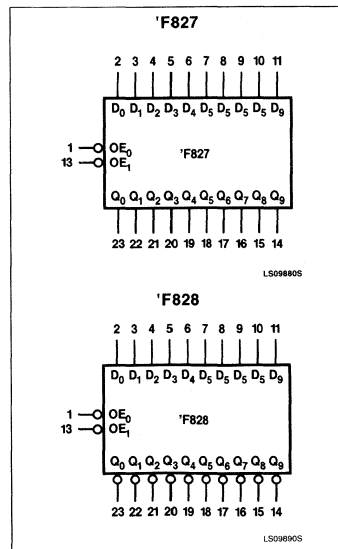 'F827
2 3 4 5 6 7 8 9 10 11
D0 D1 D2 D3 D4 D5 D5 D5 D5 D9
1 OE0 'F827
13 OE1
Q0 Q1 Q2 Q3 Q4 Q5 Q6 Q7 Q8 Q9
23 22 21 20 19 18 17 16 15 14
LS09880S
'F828
2 3 4 5 6 7 8 9 10 11
D0 D1 D2 D3 D4 D5 D5 D5 D5 D9
1 OE0
13 OE1 'F828
Q0 Q1 Q2 Q3 Q4 Q5 Q6 Q7 Q8 Q9
23 22 21 20 19 18 17 16 15 14
LS09890S